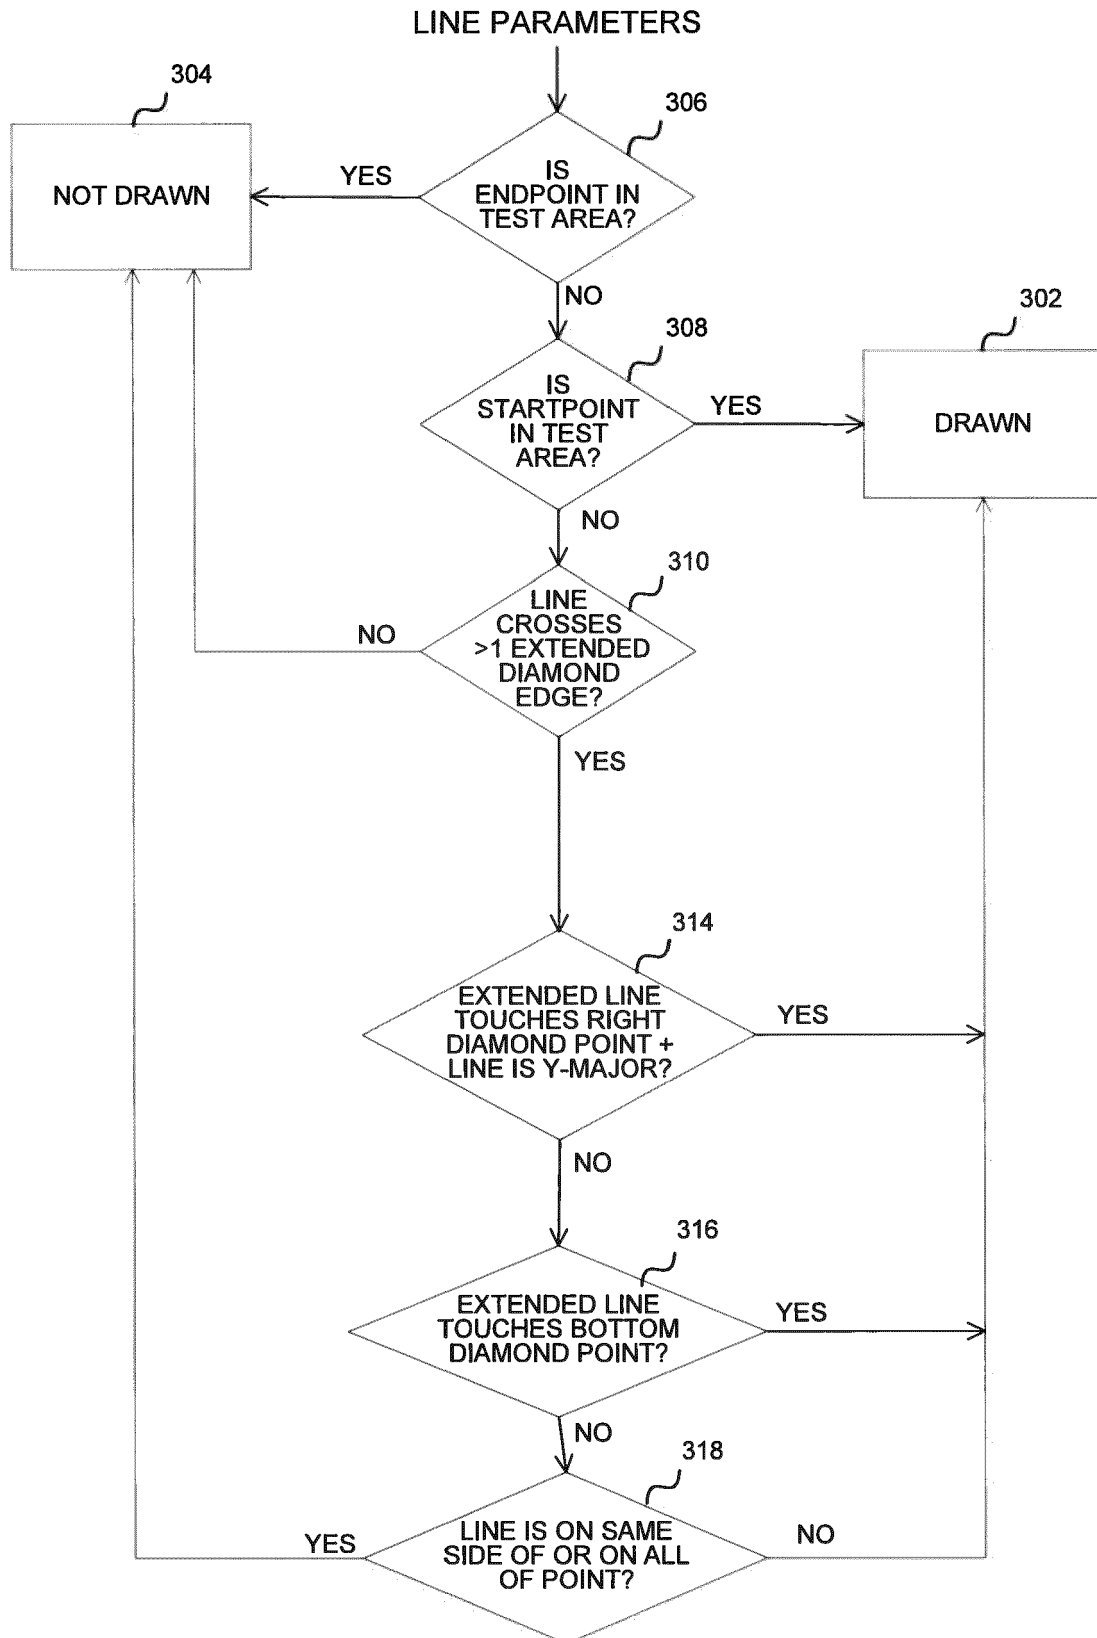 LINE PARAMETERS
304
306
NOT DRAWN
YES
IS
ENDPOINT IN
TEST AREA?
NO
308
302
IS
STARTPOINT
IN TEST
AREA?
YES
DRAWN
NO
310
LINE
CROSSES
>1 EXTENDED
DIAMOND
EDGE?
NO
YES
314
EXTENDED LINE
TOUCHES RIGHT
DIAMOND POINT +
LINE IS Y-MAJOR?
YES
NO
316
EXTENDED LINE
TOUCHES BOTTOM
DIAMOND POINT?
YES
NO
318
YES
LINE IS ON SAME
SIDE OF OR ON ALL
OF POINT?
NO